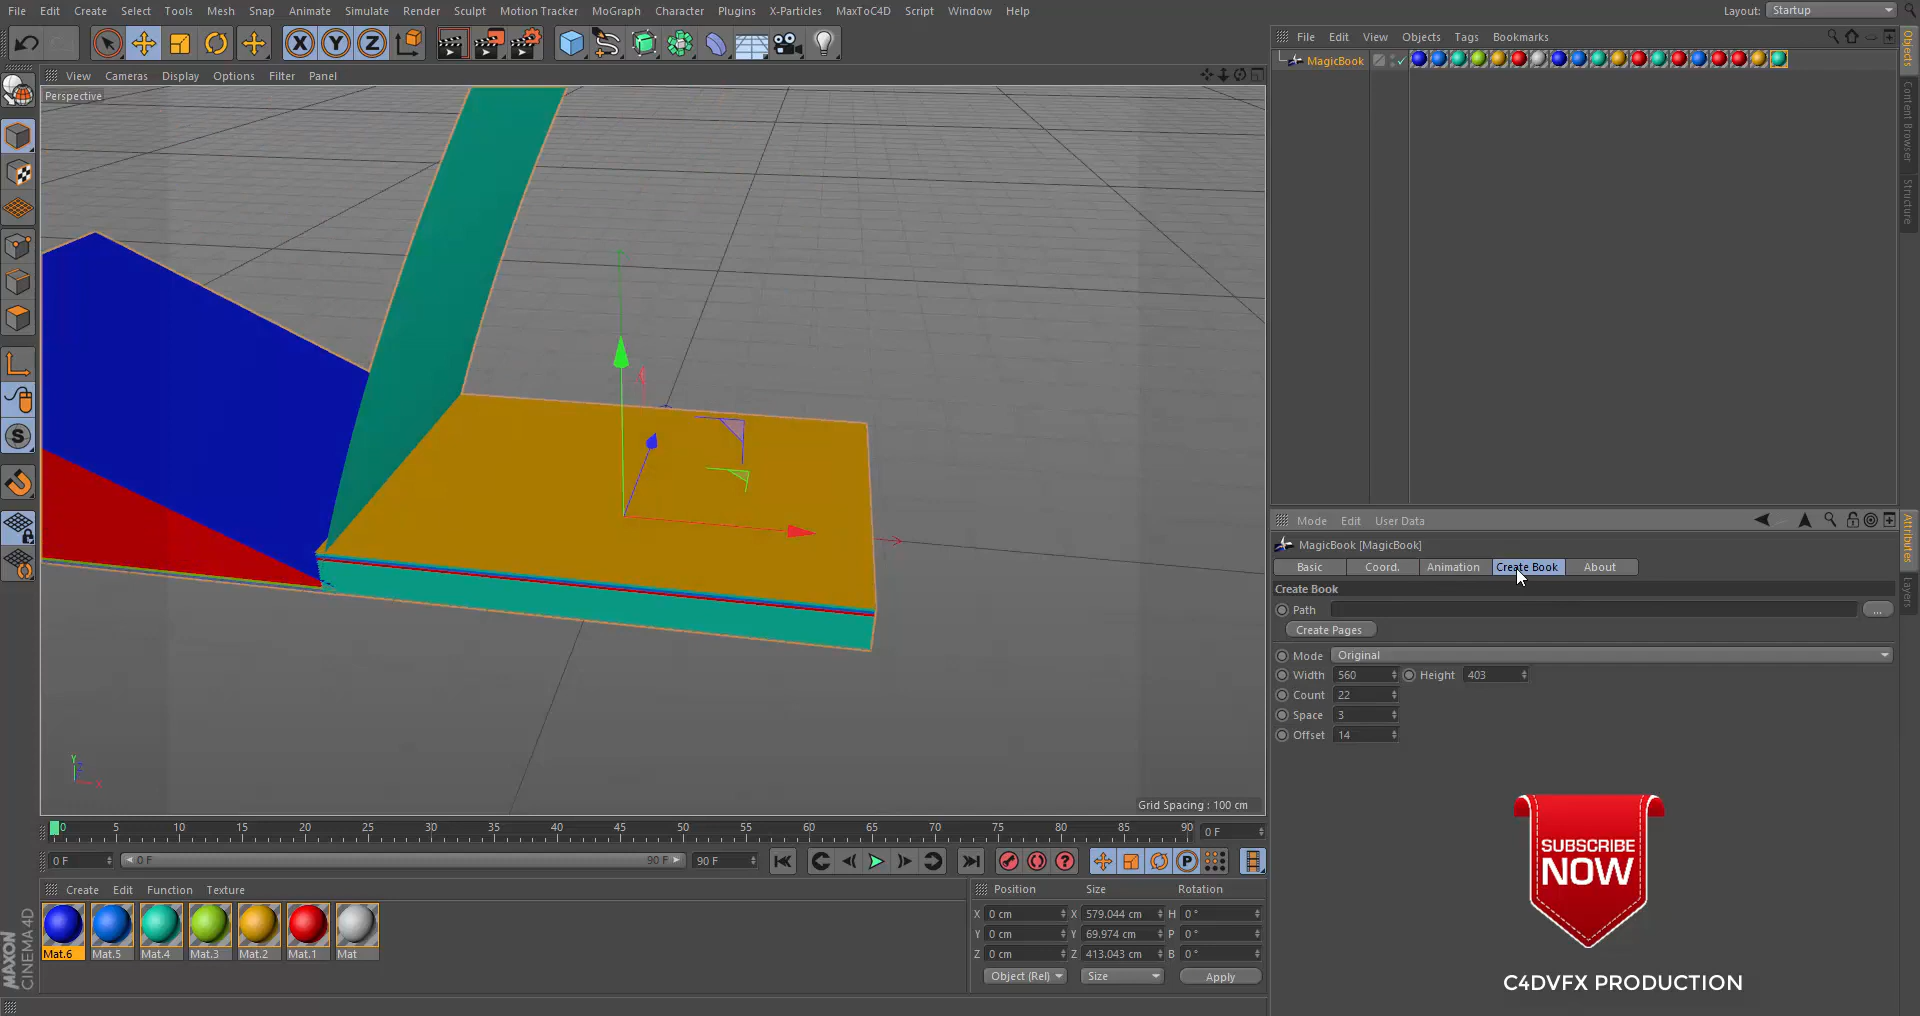 File Edit Create Select Tools Mesh Snap Animate Simulate Render Sculpt Motion Tracker MoGraph Character Plugins X-Particles MaxToC4D Script Window Help Layout: Startup
X Y Z
File Edit View Objects Tags Bookmarks
MagicBook
View Cameras Display Options Filter Panel
Perspective
Objects
Content Browser
Structure
Mode Edit User Data
MagicBook [MagicBook]
Basic Coord. Animation Create Book About
Create Book
Path ...
Create Pages
Mode Original
Width 560 Height 403
Count 22
Space 3
Offset 14
Attributes
Layers
Y
X
Grid Spacing : 100 cm
0 5 10 15 20 25 30 35 40 45 50 55 60 65 70 75 80 85 90 0 F
0 F 0 F 90 F 90 F
P
Create Edit Function Texture
Mat.6 Mat.5 Mat.4 Mat.3 Mat.2 Mat.1 Mat
Position Size Rotation
X 0 cm X 579.044 cm H 0 °
Y 0 cm Y 69.974 cm P 0 °
Z 0 cm Z 413.043 cm B 0 °
Object (Rel) Size Apply
MAXON
CINEMA 4D
SUBSCRIBE
NOW
C4DVFX PRODUCTION